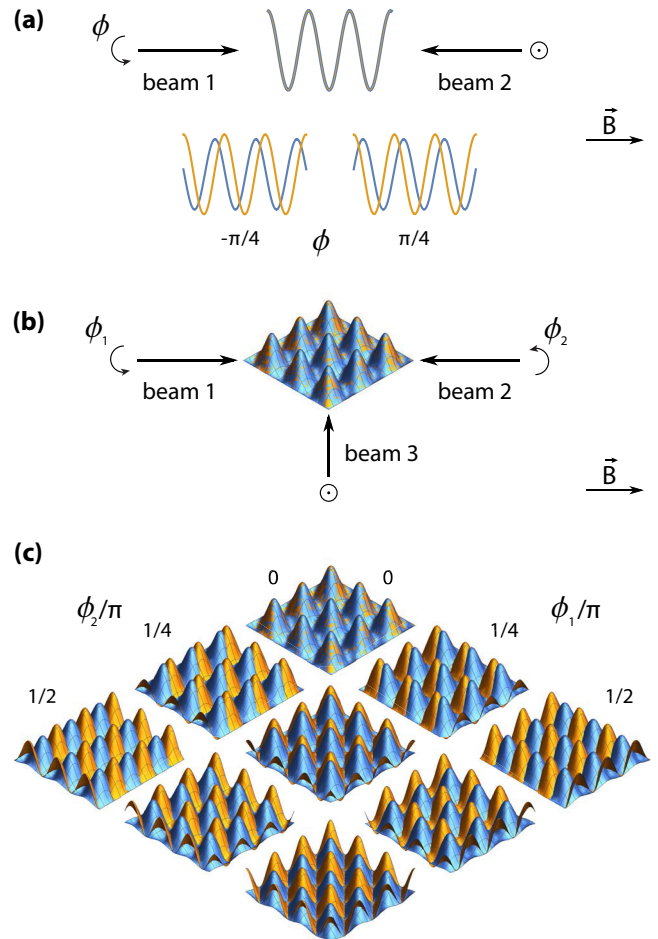 (a)
ϕ
beam 1
beam 2
B
-π/4
ϕ
π/4
(b)
ϕ₁
ϕ₂
beam 1
beam 2
beam 3
B
(c)
0
0
ϕ₂/π
ϕ₁/π
1/4
1/4
1/2
1/2